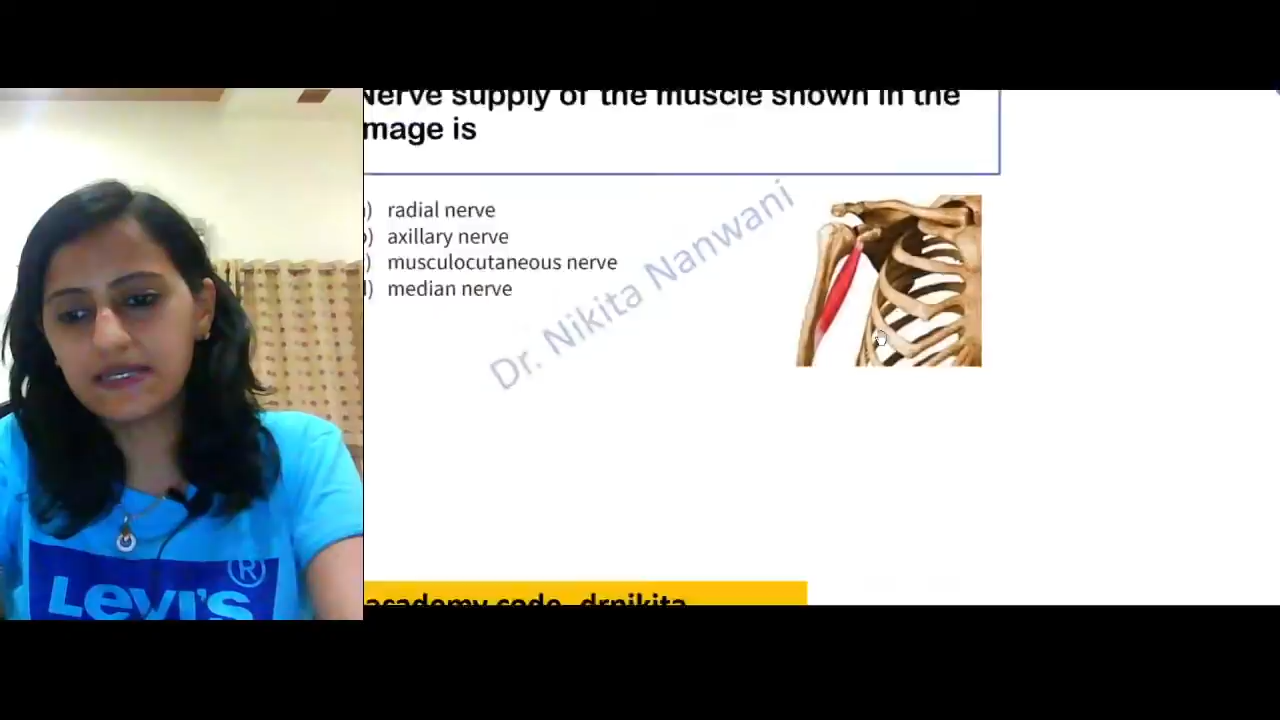 Nerve supply of the muscle shown in the
mage is
) radial nerve
) axillary nerve
) musculocutaneous nerve
) median nerve
Dr. Nikita Nanwani
Levi's ®
academy code drnikita